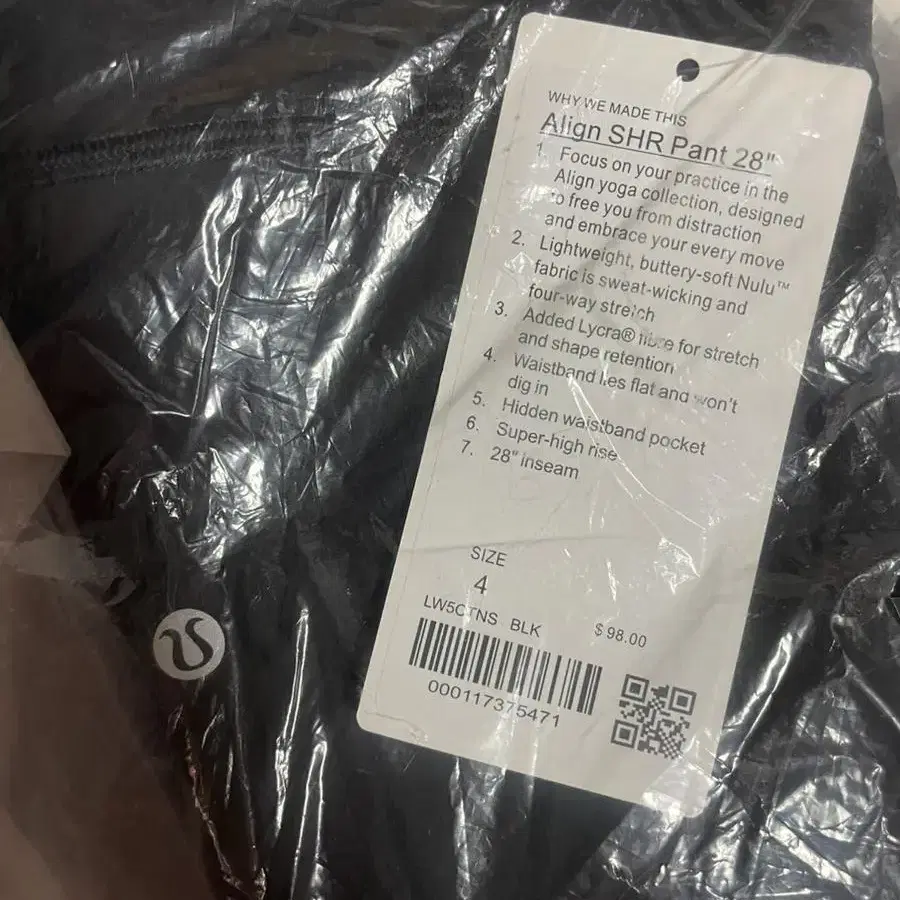 WHY WE MADE THIS
Align SHR Pant 28"
1. Focus on your practice in the
Align yoga collection, designed
to free you from distraction
and embrace your every move
2. Lightweight, buttery-soft Nulu™
fabric is sweat-wicking and
four-way stretch
3. Added Lycra® fibre for stretch
and shape retention
4. Waistband lies flat and won't
dig in
5. Hidden waistband pocket
6. Super-high rise
7. 28" inseam
SIZE
4
LW5CTNS BLK $98.00
000117375471